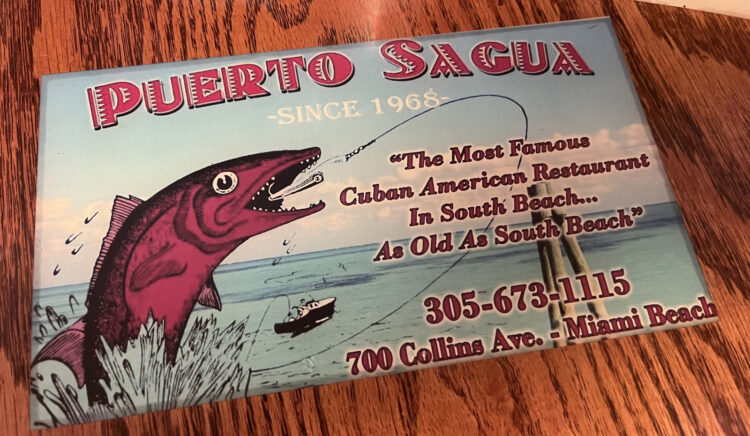 PUERTO SAGUA
-SINCE 1968-
"The Most Famous
Cuban American Restaurant
In South Beach...
As Old As South Beach"
305-673-1115
700 Collins Ave. - Miami Beach